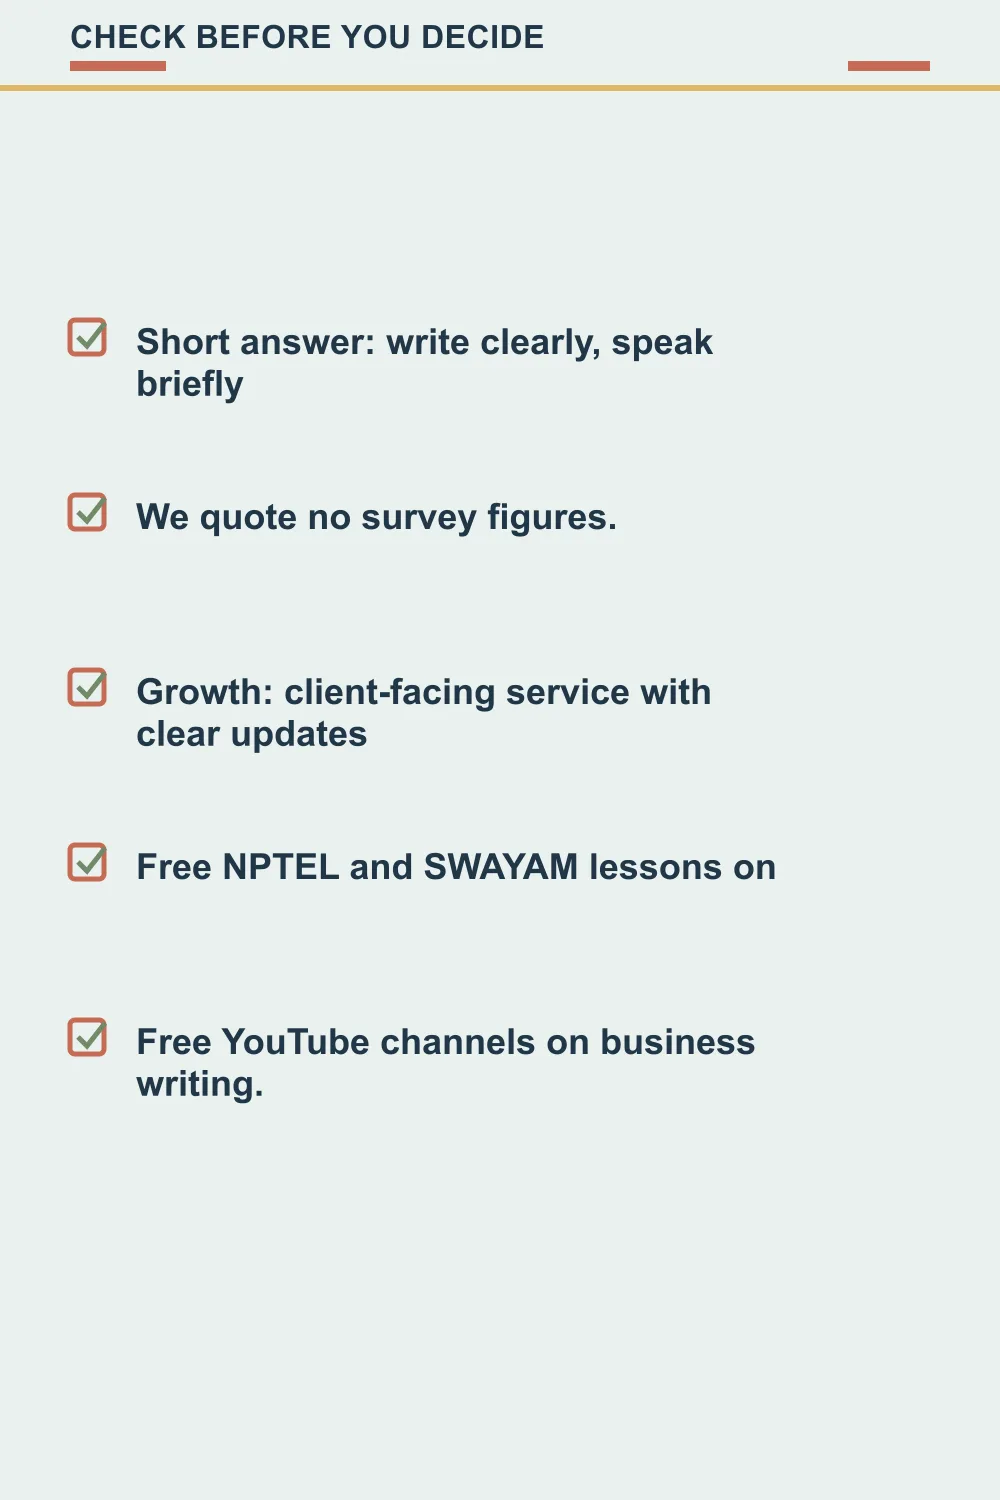 CHECK BEFORE YOU DECIDE
Short answer: write clearly, speak
briefly
We quote no survey figures.
Growth: client-facing service with
clear updates
Free NPTEL and SWAYAM lessons on
Free YouTube channels on business
writing.